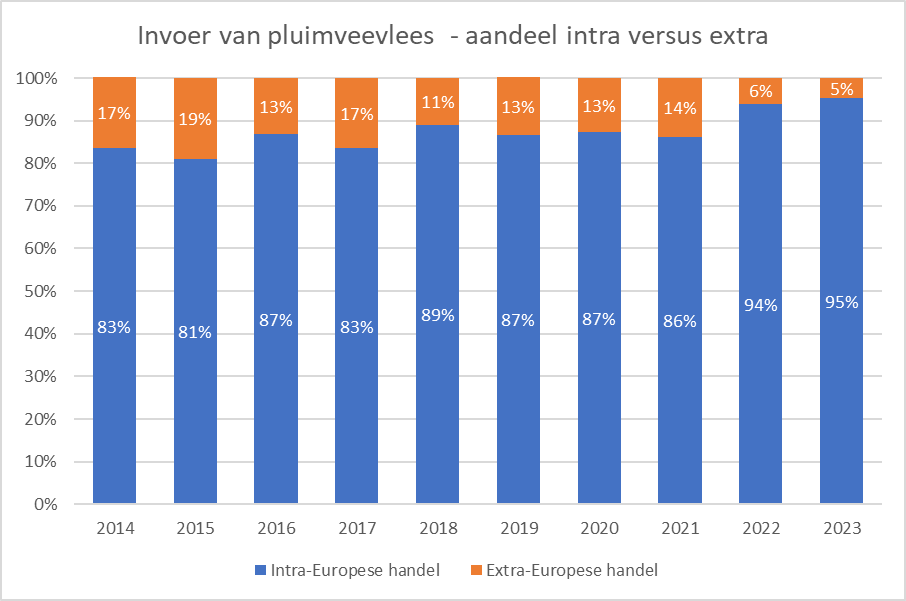 Invoer van pluimveevlees - aandeel intra versus extra
100%
90%
80%
70%
60%
50%
40%
30%
20%
10%
0%
17% 19% 13% 17% 11% 13% 13% 14% 6% 5%
83% 81% 87% 83% 89% 87% 87% 86% 94% 95%
2014 2015 2016 2017 2018 2019 2020 2021 2022 2023
Intra-Europese handel Extra-Europese handel